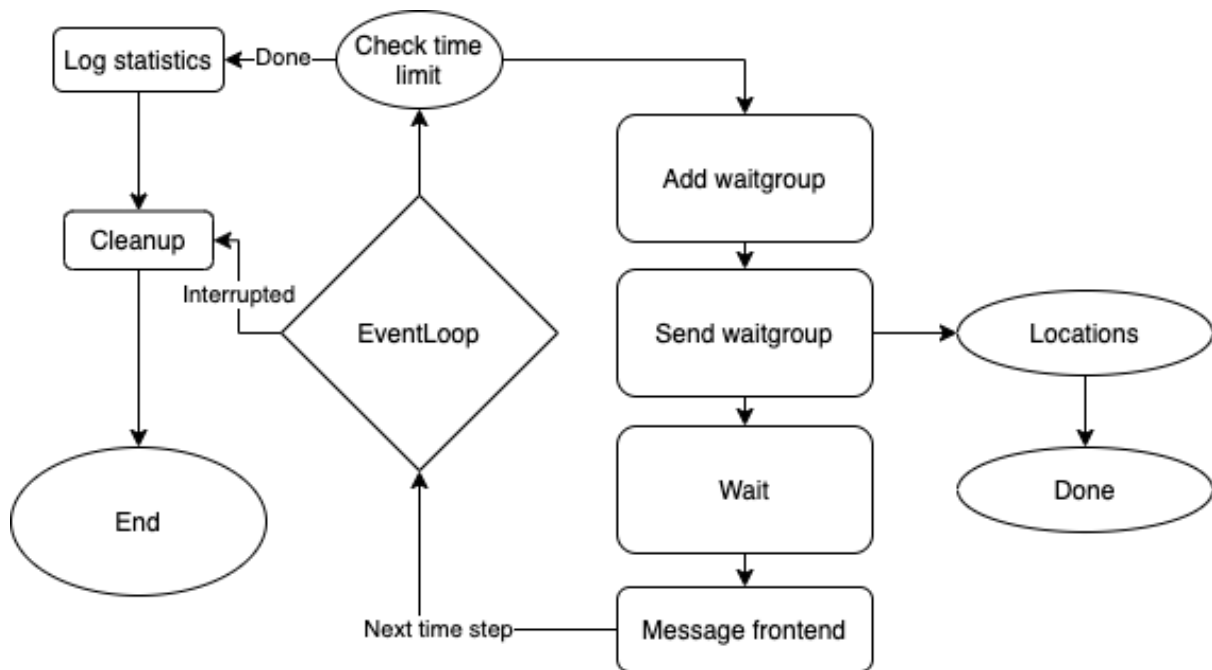 Log statistics
Done
Check time
limit
Add waitgroup
Cleanup
Interrupted
EventLoop
Send waitgroup
Locations
End
Wait
Done
Next time step
Message frontend